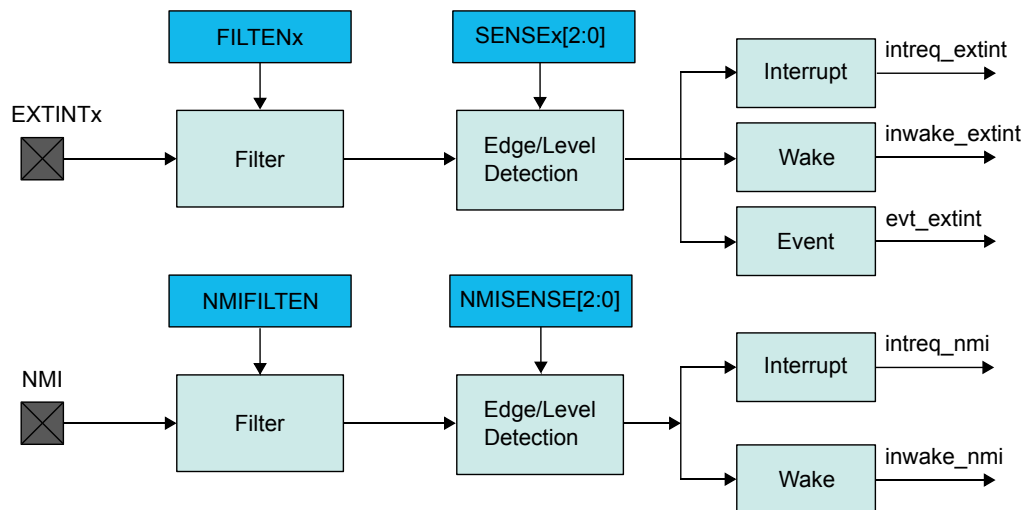 FILTENx
SENSEx[2:0]
intreq_extint
Interrupt
EXTINTx
Filter
Edge/Level
Detection
inwake_extint
Wake
evt_extint
Event
NMIFILTEN
NMISENSE[2:0]
intreq_nmi
Interrupt
NMI
Filter
Edge/Level
Detection
inwake_nmi
Wake